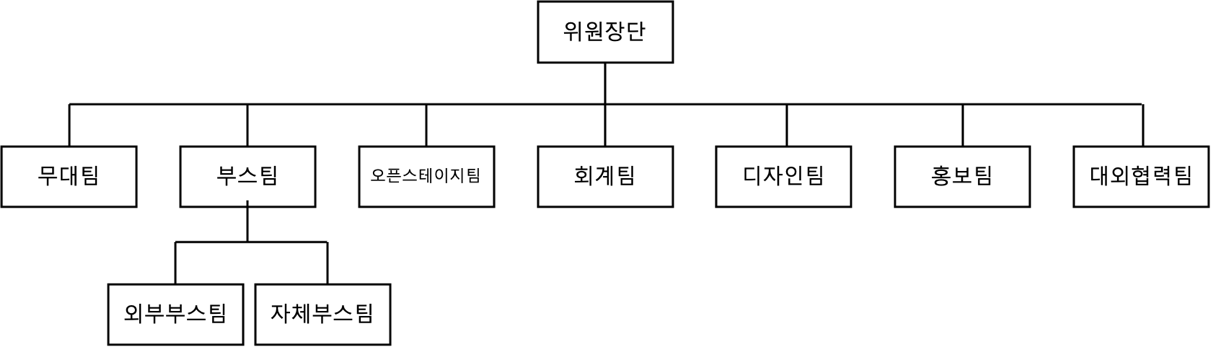 위원장단
무대팀
부스팀
오픈스테이지팀
회계팀
디자인팀
홍보팀
대외협력팀
외부부스팀
자체부스팀